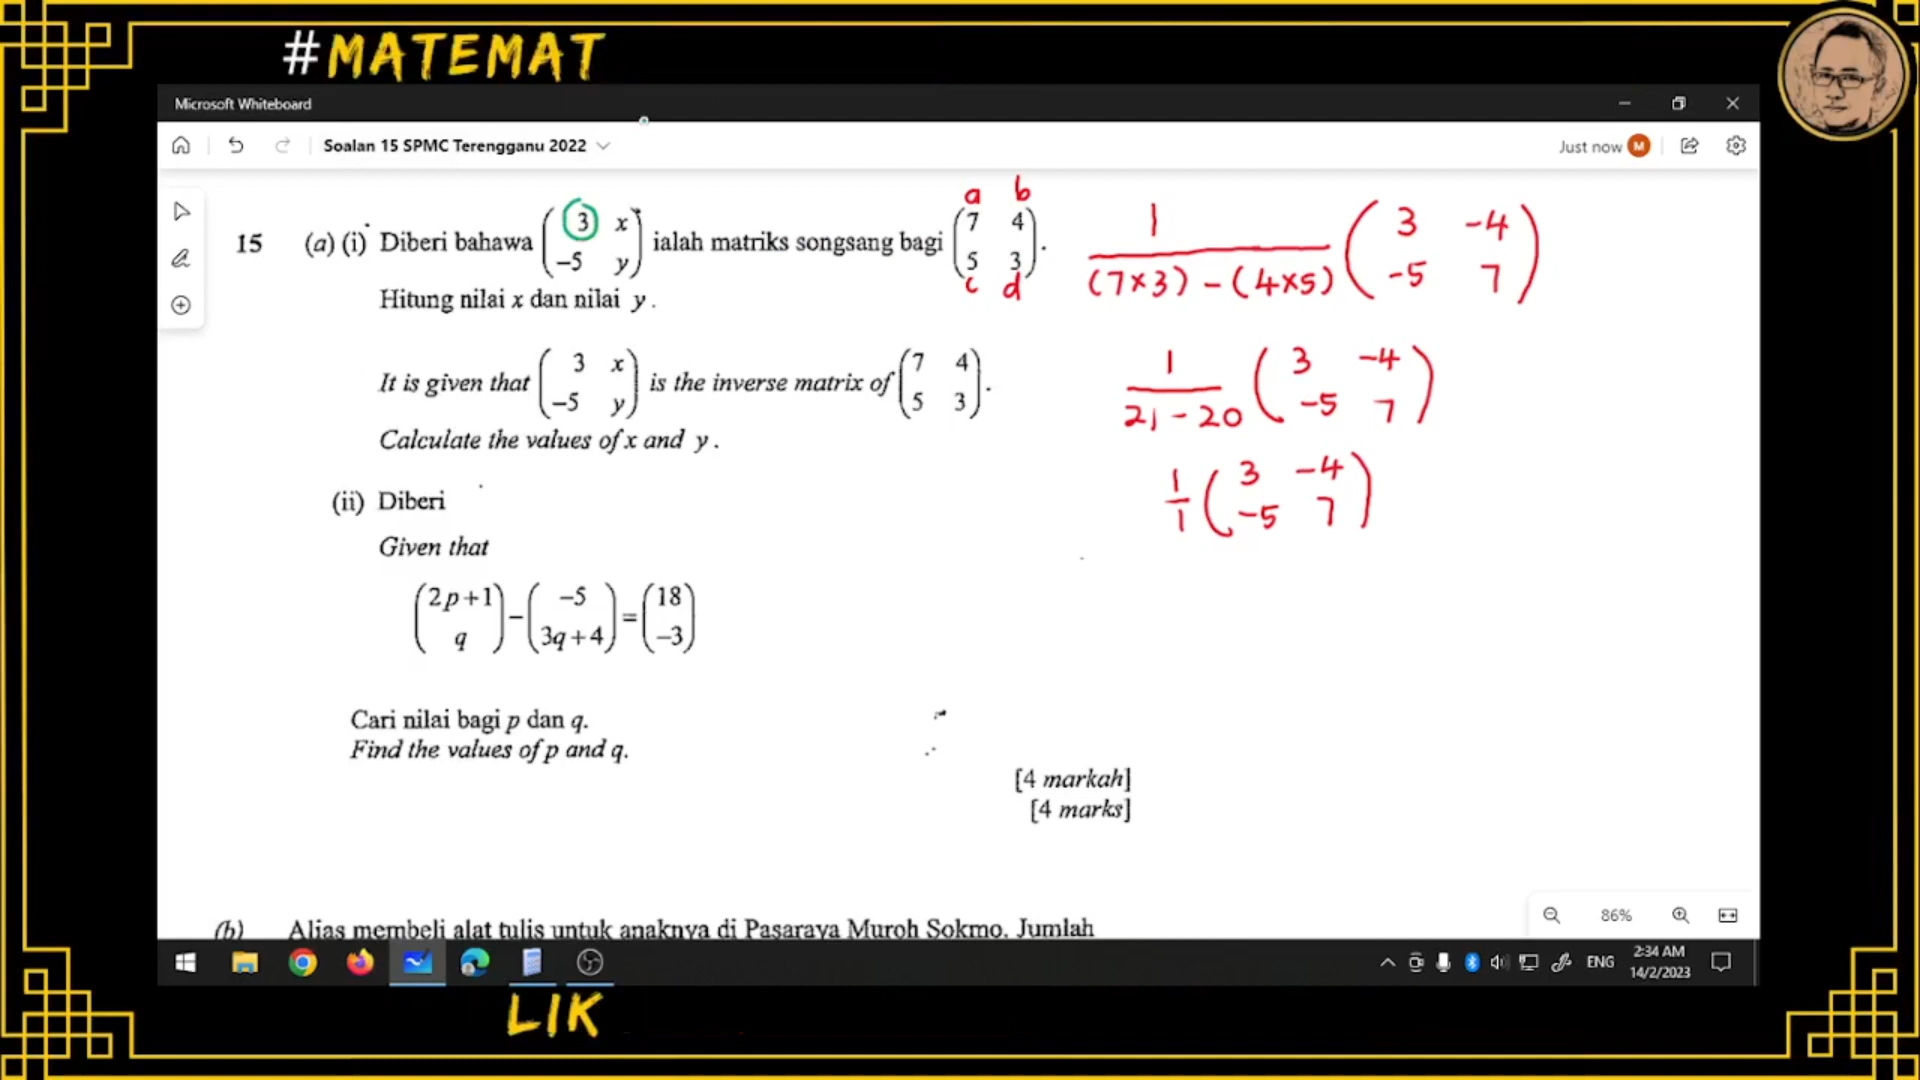 #MATEMAT
Microsoft Whiteboard
Soalan 15 SPMC Terengganu 2022
Just now M
15 (a) (i) Diberi bahawa (3 x / -5 y) ialah matriks songsang bagi (7 4 / 5 3).
a b
c d
Hitung nilai x dan nilai y.
It is given that (3 x / -5 y) is the inverse matrix of (7 4 / 5 3).
Calculate the values of x and y.
(ii) Diberi
Given that
(2p+1 / q) - (-5 / 3q+4) = (18 / -3)
Cari nilai bagi p dan q.
Find the values of p and q.
[4 markah]
[4 marks]
(b) Alias membeli alat tulis untuk anaknya di Pasaraya Muroh Sokmo. Jumlah
1 / (7×3) - (4×5) (3 -4 / -5 7)
1 / 21 - 20 (3 -4 / -5 7)
1/1 (3 -4 / -5 7)
86%
ENG
2:34 AM
14/2/2023
LIK